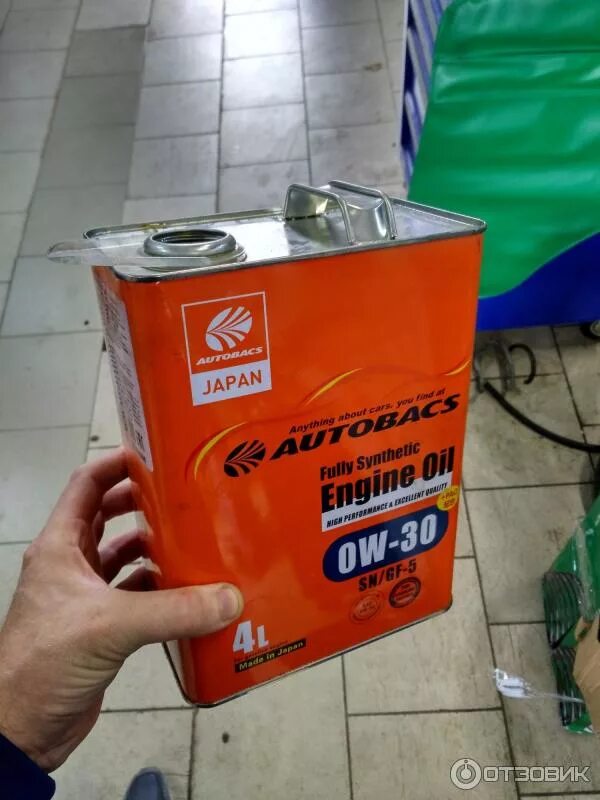 AUTOBACS
JAPAN
Anything about cars, you find at
AUTOBACS
Fully Synthetic
Engine Oil
HIGH PERFORMANCE & EXCELLENT QUALITY
0W-30
SN/GF-5
4L
Made in Japan
ОТЗОВИК